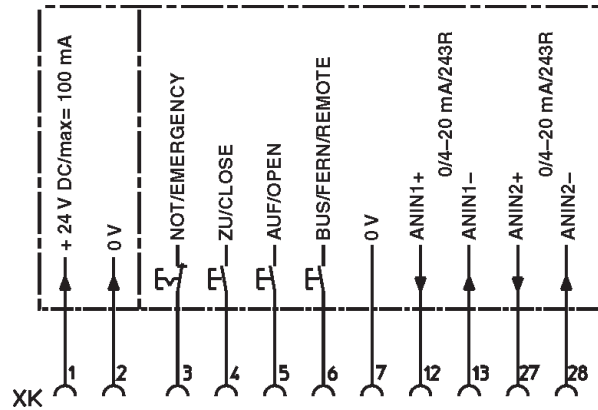 + 24 V DC/max= 100 mA
0 V
NOT/EMERGENCY
ZU/CLOSE
AUF/OPEN
BUS/FERN/REMOTE
0 V
ANIN1+
0/4–20 mA/243R
ANIN1–
ANIN2+
0/4–20 mA/243R
ANIN2–
XK 1 2 3 4 5 6 7 12 13 27 28